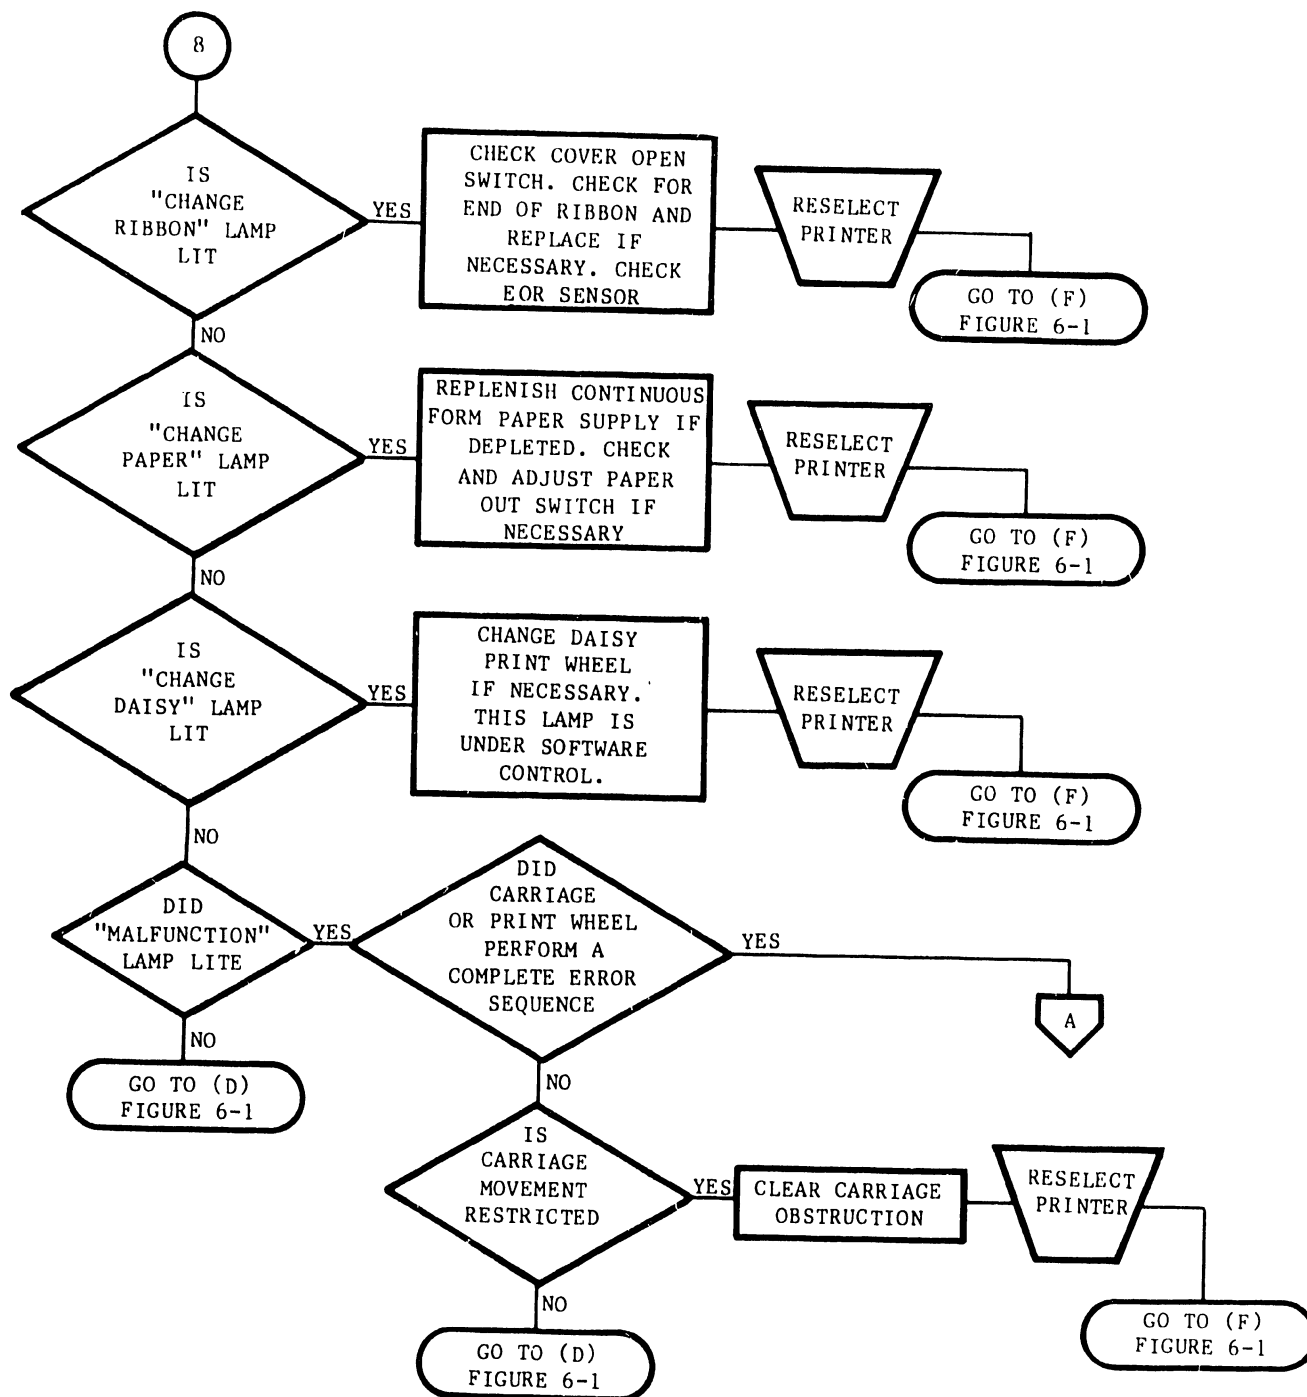 8
IS
"CHANGE
RIBBON" LAMP
LIT
YES
CHECK COVER OPEN
SWITCH. CHECK FOR
END OF RIBBON AND
REPLACE IF
NECESSARY. CHECK
EOR SENSOR
RESELECT
PRINTER
GO TO (F)
FIGURE 6-1
NO
IS
"CHANGE
PAPER" LAMP
LIT
YES
REPLENISH CONTINUOUS
FORM PAPER SUPPLY IF
DEPLETED. CHECK
AND ADJUST PAPER
OUT SWITCH IF
NECESSARY
RESELECT
PRINTER
GO TO (F)
FIGURE 6-1
NO
IS
"CHANGE
DAISY" LAMP
LIT
YES
CHANGE DAISY
PRINT WHEEL
IF NECESSARY.
THIS LAMP IS
UNDER SOFTWARE
CONTROL.
RESELECT
PRINTER
GO TO (F)
FIGURE 6-1
NO
DID
"MALFUNCTION"
LAMP LITE
YES
DID
CARRIAGE
OR PRINT WHEEL
PERFORM A
COMPLETE ERROR
SEQUENCE
YES
A
NO
GO TO (D)
FIGURE 6-1
NO
IS
CARRIAGE
MOVEMENT
RESTRICTED
YES
CLEAR CARRIAGE
OBSTRUCTION
RESELECT
PRINTER
GO TO (F)
FIGURE 6-1
NO
GO TO (D)
FIGURE 6-1